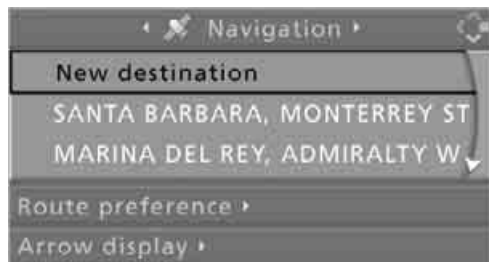 Navigation
New destination
SANTA BARBARA, MONTERREY ST
MARINA DEL REY, ADMIRALTY W
Route preference
Arrow display